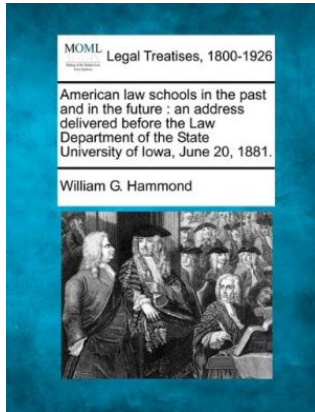 MOML
Legal Treatises, 1800-1926
American law schools in the past
and in the future : an address
delivered before the Law
Department of the State
University of Iowa, June 20, 1881.
William G. Hammond